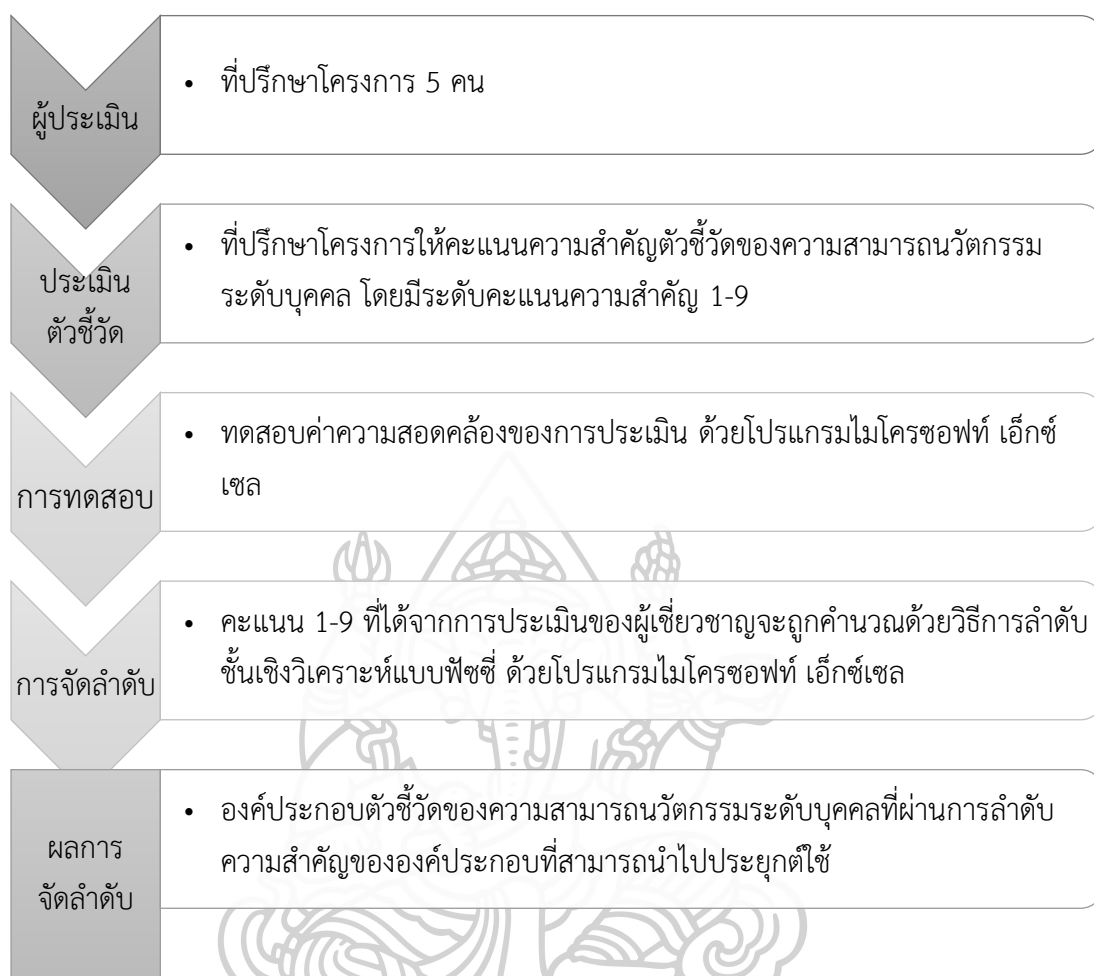 ผู้ประเมิน
• ที่ปรึกษาโครงการ 5 คน
ประเมิน
ตัวชี้วัด
• ที่ปรึกษาโครงการให้คะแนนความสำคัญตัวชี้วัดของความสามารถนวัตกรรม
ระดับบุคคล โดยมีระดับคะแนนความสำคัญ 1-9
การทดสอบ
• ทดสอบค่าความสอดคล้องของการประเมิน ด้วยโปรแกรมไมโครซอฟท์ เอ็กซ์
เซล
การจัดลำดับ
• คะแนน 1-9 ที่ได้จากการประเมินของผู้เชี่ยวชาญจะถูกคำนวณด้วยวิธีการลำดับ
ชั้นเชิงวิเคราะห์แบบฟัซซี่ ด้วยโปรแกรมไมโครซอฟท์ เอ็กซ์เซล
ผลการ
จัดลำดับ
• องค์ประกอบตัวชี้วัดของความสามารถนวัตกรรมระดับบุคคลที่ผ่านการลำดับ
ความสำคัญขององค์ประกอบที่สามารถนำไปประยุกต์ใช้